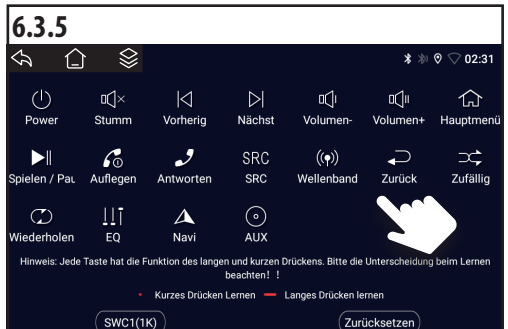 6.3.5
02:31
Power Stumm Vorherig Nächst Volumen- Volumen+ Hauptmenü
SRC
Spielen / Pau Auflegen Antworten SRC Wellenband Zurück Zufällig
Wiederholen EQ Navi AUX
Hinweis: Jede Taste hat die Funktion des langen und kurzen Drückens. Bitte die Unterscheidung beim Lernen
beachten! !
Kurzes Drücken Lernen Langes Drücken lernen
SWC1(1K) Zurücksetzen